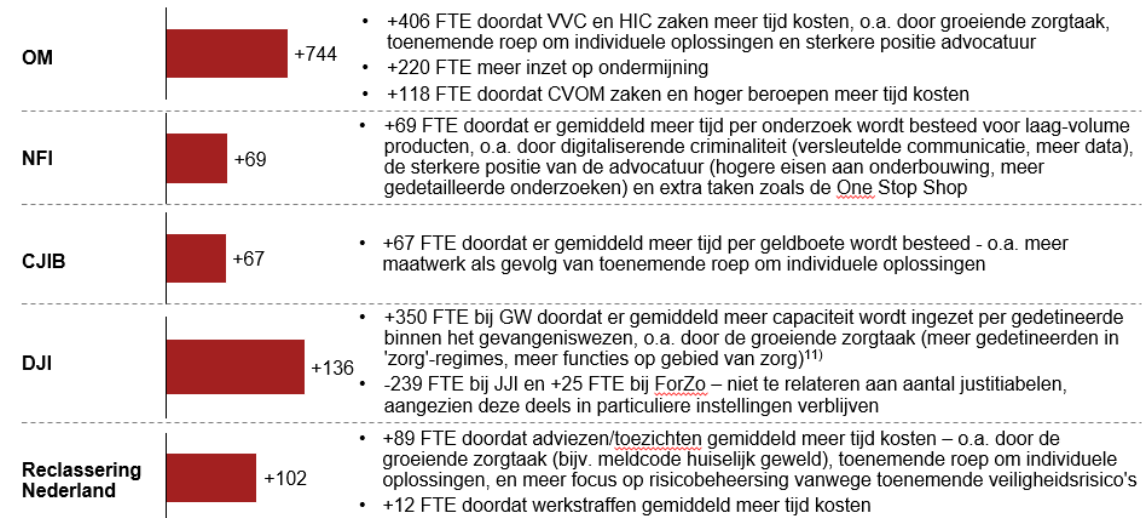 OM
+744
• +406 FTE doordat VVC en HIC zaken meer tijd kosten, o.a. door groeiende zorgtaak,
toenemende roep om individuele oplossingen en sterkere positie advocatuur
• +220 FTE meer inzet op ondermijning
• +118 FTE doordat CVOM zaken en hoger beroepen meer tijd kosten
NFI
+69
• +69 FTE doordat er gemiddeld meer tijd per onderzoek wordt besteed voor laag-volume
producten, o.a. door digitaliserende criminaliteit (versleutelde communicatie, meer data),
de sterkere positie van de advocatuur (hogere eisen aan onderbouwing, meer
gedetailleerde onderzoeken) en extra taken zoals de One Stop Shop
CJIB
+67
• +67 FTE doordat er gemiddeld meer tijd per geldboete wordt besteed - o.a. meer
maatwerk als gevolg van toenemende roep om individuele oplossingen
DJI
+136
• +350 FTE bij GW doordat er gemiddeld meer capaciteit wordt ingezet per gedetineerde
binnen het gevangeniswezen, o.a. door de groeiende zorgtaak (meer gedetineerden in
'zorg'-regimes, meer functies op gebied van zorg)¹¹⁾
• -239 FTE bij JJI en +25 FTE bij ForZo – niet te relateren aan aantal justitiabelen,
aangezien deze deels in particuliere instellingen verblijven
Reclassering
Nederland
+102
• +89 FTE doordat adviezen/toezichten gemiddeld meer tijd kosten – o.a. door de
groeiende zorgtaak (bijv. meldcode huiselijk geweld), toenemende roep om individuele
oplossingen, en meer focus op risicobeheersing vanwege toenemende veiligheidsrisico's
• +12 FTE doordat werkstraffen gemiddeld meer tijd kosten